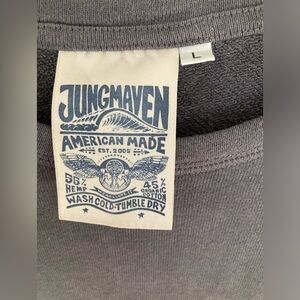 JUNGMAVEN
L
AMERICAN MADE
EST. 2005
55% HEMP
45% ORGANIC COTTON
WASH COLD-TUMBLE DRY